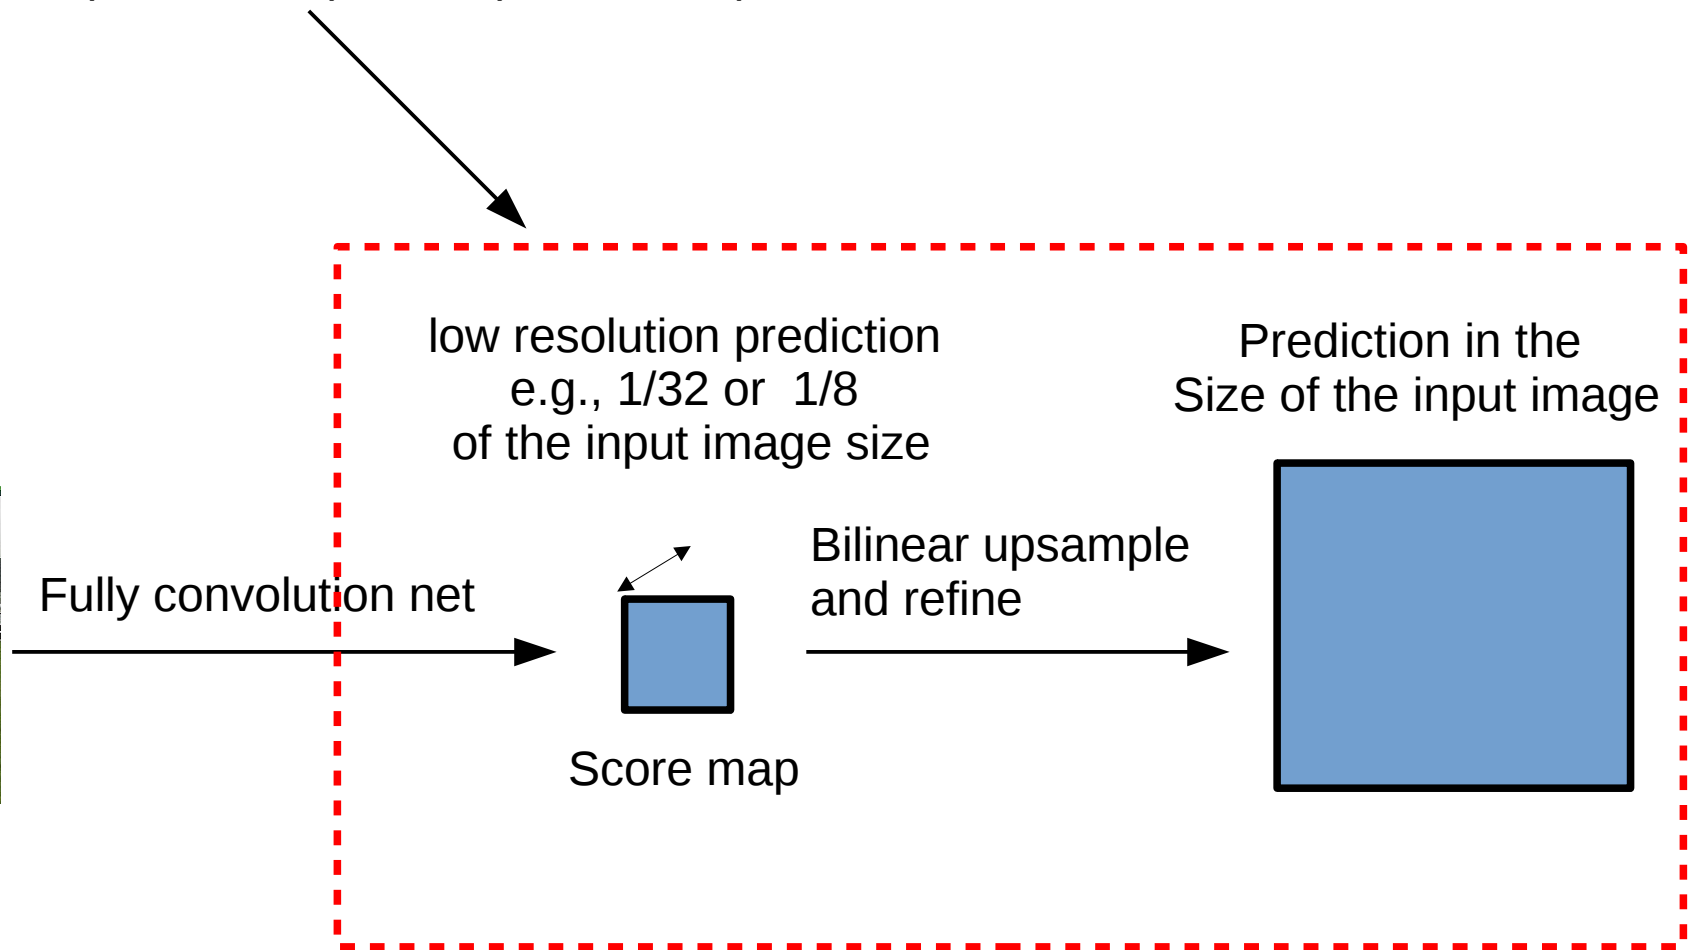 low resolution prediction
e.g., 1/32 or 1/8
of the input image size
Prediction in the
Size of the input image
Fully convolution net
Bilinear upsample
and refine
Score map